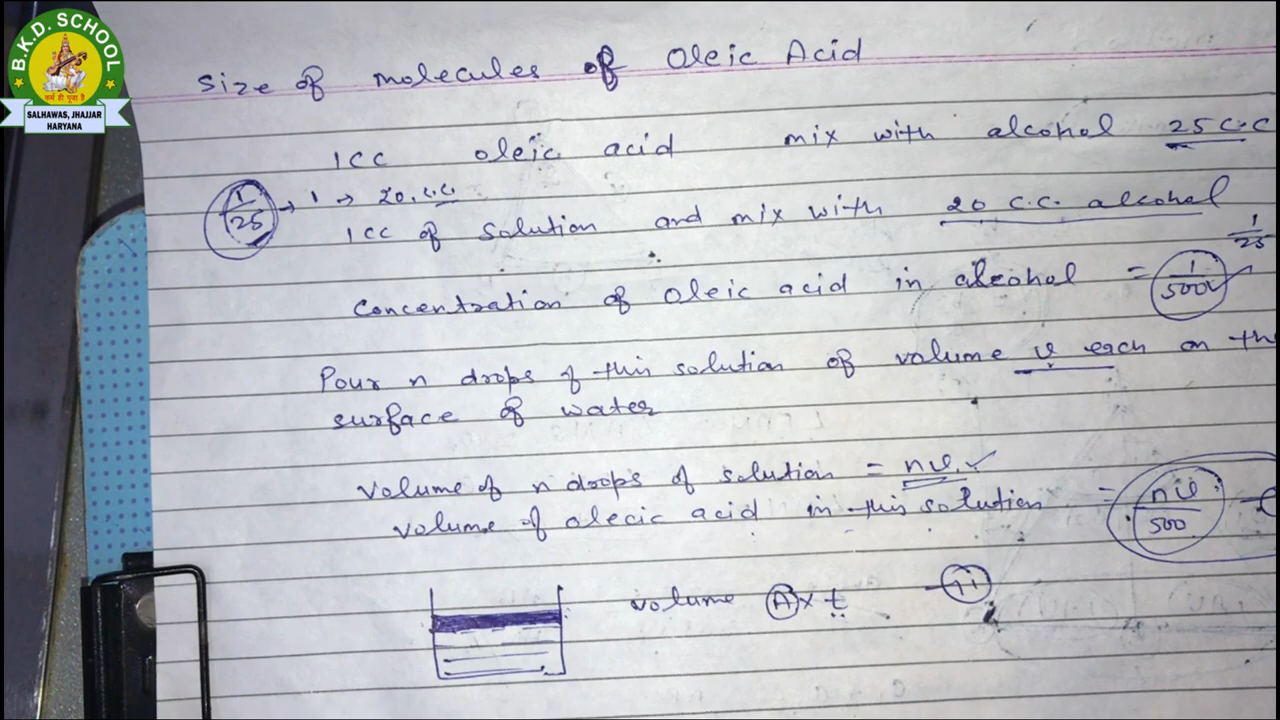 B.K.D. SCHOOL
कर्म ही पूजा है
SALHAWAS, JHAJJAR
HARYANA
Size of molecules of Oleic Acid
1CC oleic acid mix with alcohol 25 C.C
1/25 → 1 → 20. C.C.
1CC of solution and mix with 20 C.C. alcohol
1/25
Concentration of oleic acid in alcohol = 1/500
Pour n drops of this solution of volume v each on the
surface of water
Volume of n drops of solution = nv
volume of olecic acid in this solution = nv/500
volume A x t - ii